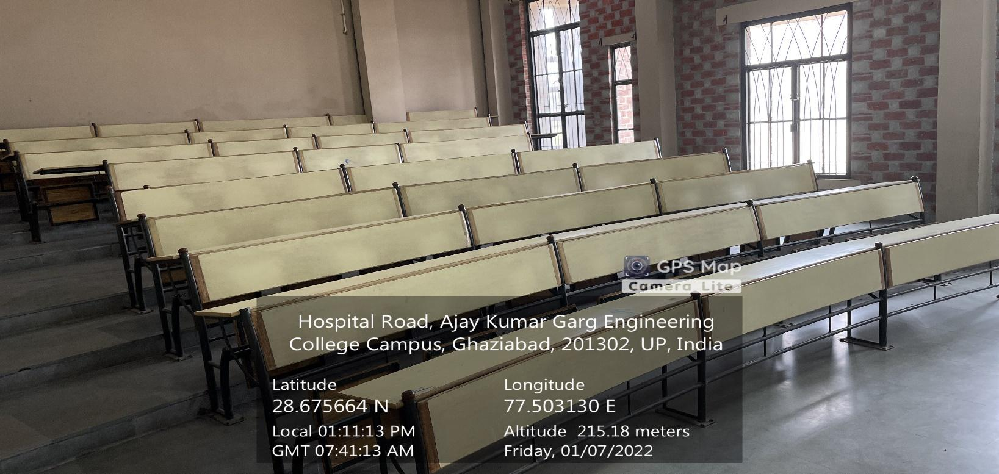 GPS Map
Camera Lite
Hospital Road, Ajay Kumar Garg Engineering
College Campus, Ghaziabad, 201302, UP, India
Latitude
28.675664 N
Longitude
77.503130 E
Local 01:11:13 PM
GMT 07:41:13 AM
Altitude 215.18 meters
Friday, 01/07/2022